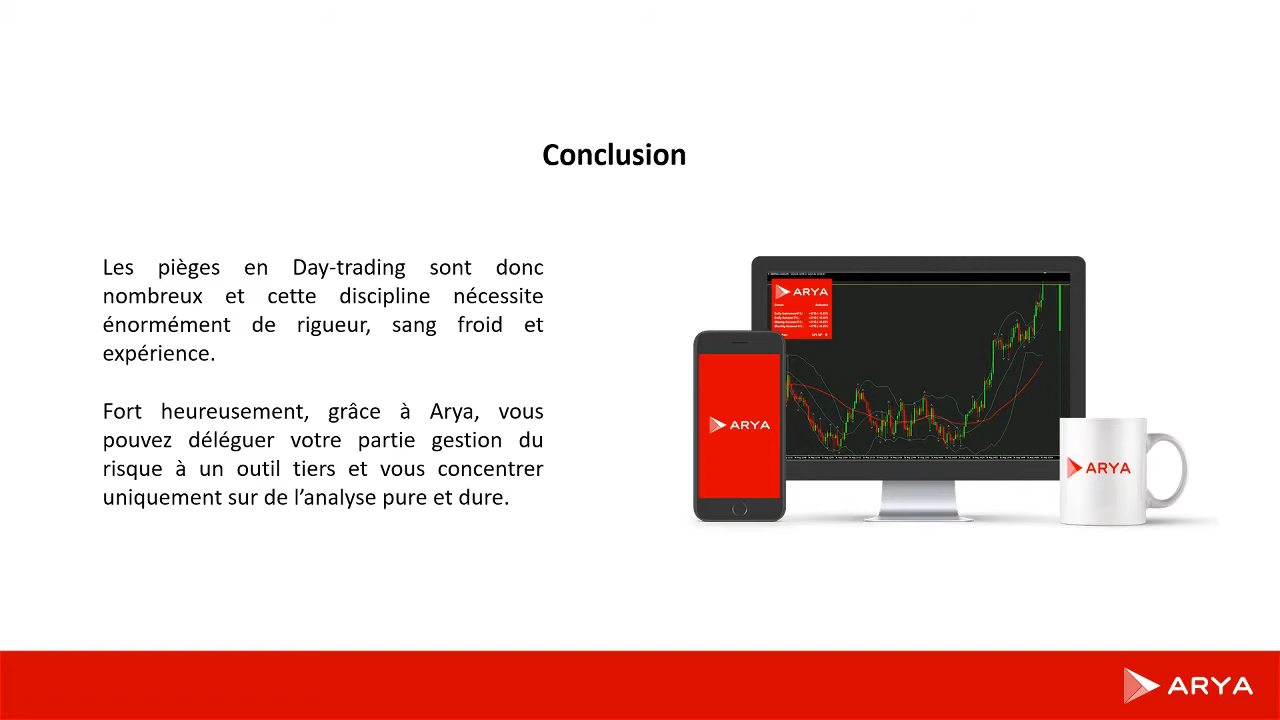 Conclusion
Les pièges en Day-trading sont donc
nombreux et cette discipline nécessite
énormément de rigueur, sang froid et
expérience.
Fort heureusement, grâce à Arya, vous
pouvez déléguer votre partie gestion du
risque à un outil tiers et vous concentrer
uniquement sur de l’analyse pure et dure.
ARYA
ARYA
ARYA
ARYA